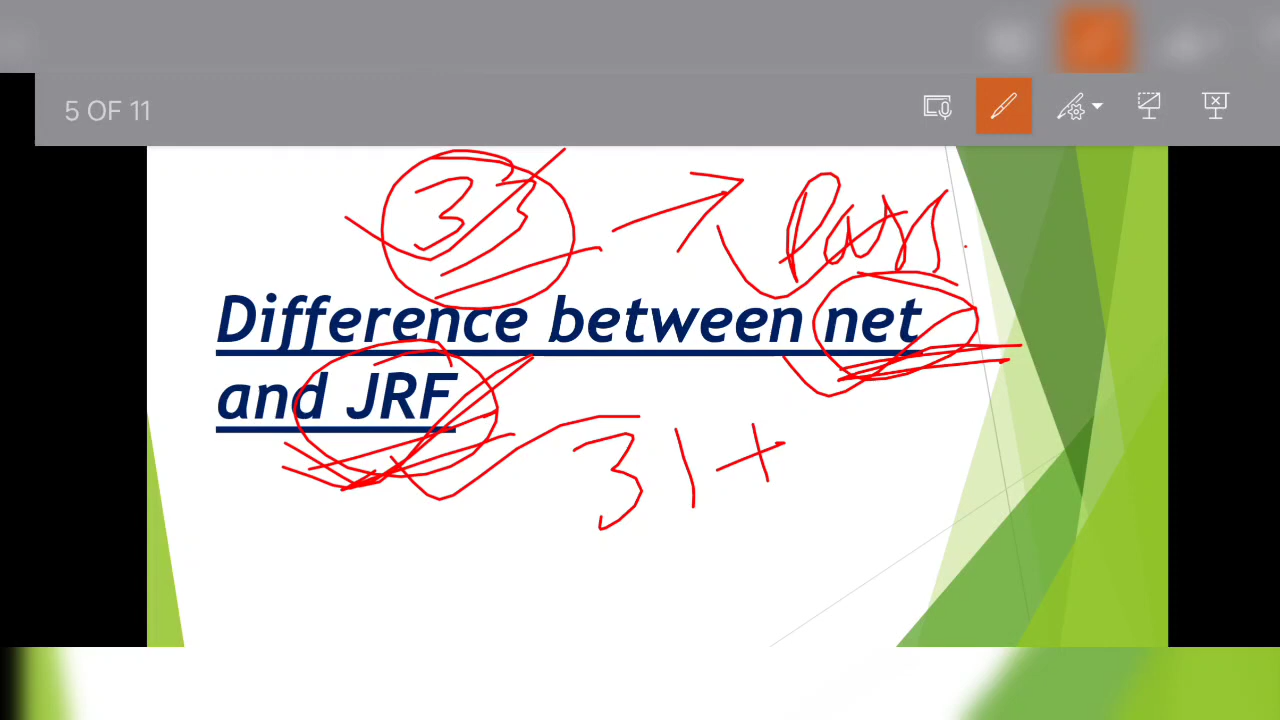 5 OF 11
33 → Pass
Difference between net
and JRF
31+